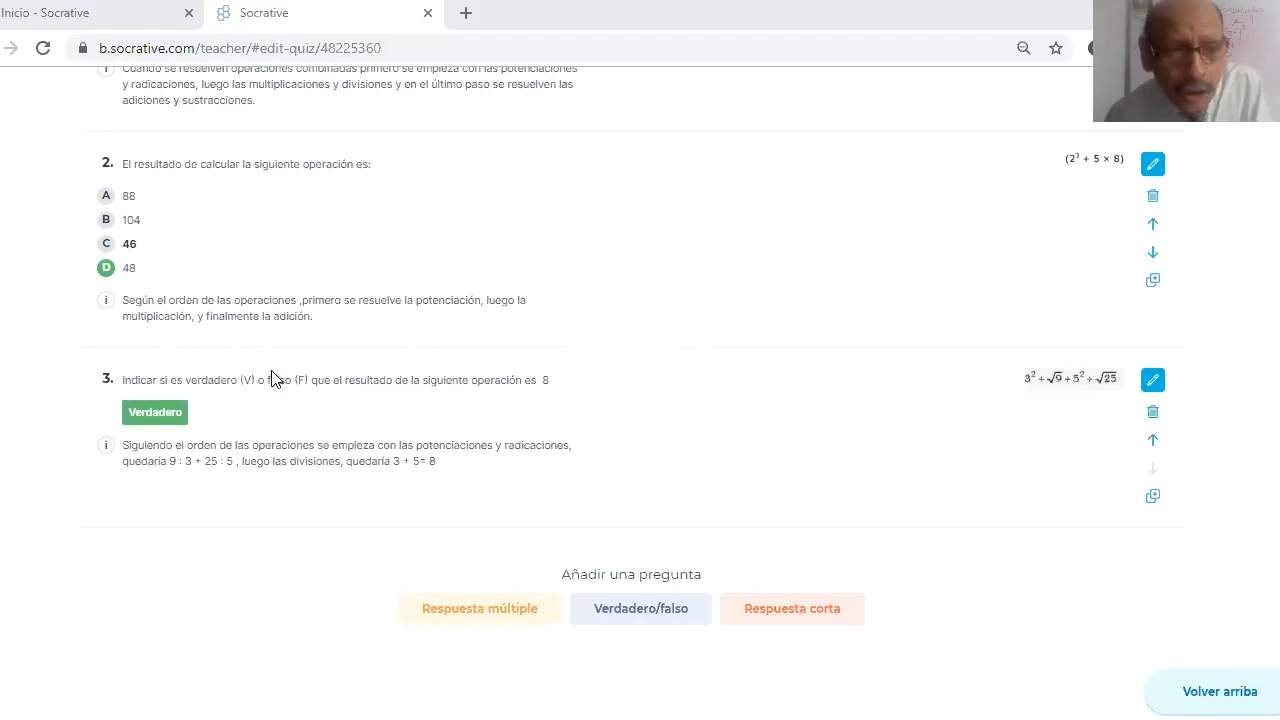 Inicio - Socrative
Socrative
b.socrative.com/teacher/#edit-quiz/48225360
Cuando se resuelven operaciones combinadas primero se empieza con las potenciaciones
y radicaciones, luego las multiplicaciones y divisiones y en el último paso se resuelven las
adiciones y sustracciones.
2. El resultado de calcular la siguiente operación es:
(2³ + 5 × 8)
A 88
B 104
C 46
D 48
Según el orden de las operaciones ,primero se resuelve la potenciación, luego la
multiplicación, y finalmente la adición.
3. Indicar si es verdadero (V) o falso (F) que el resultado de la siguiente operación es 8
3² ÷ √9 + 5² ÷ √25
Verdadero
Siguiendo el orden de las operaciones se empieza con las potenciaciones y radicaciones,
quedaría 9 : 3 + 25 : 5 , luego las divisiones, quedaría 3 + 5= 8
Añadir una pregunta
Respuesta múltiple
Verdadero/falso
Respuesta corta
Volver arriba